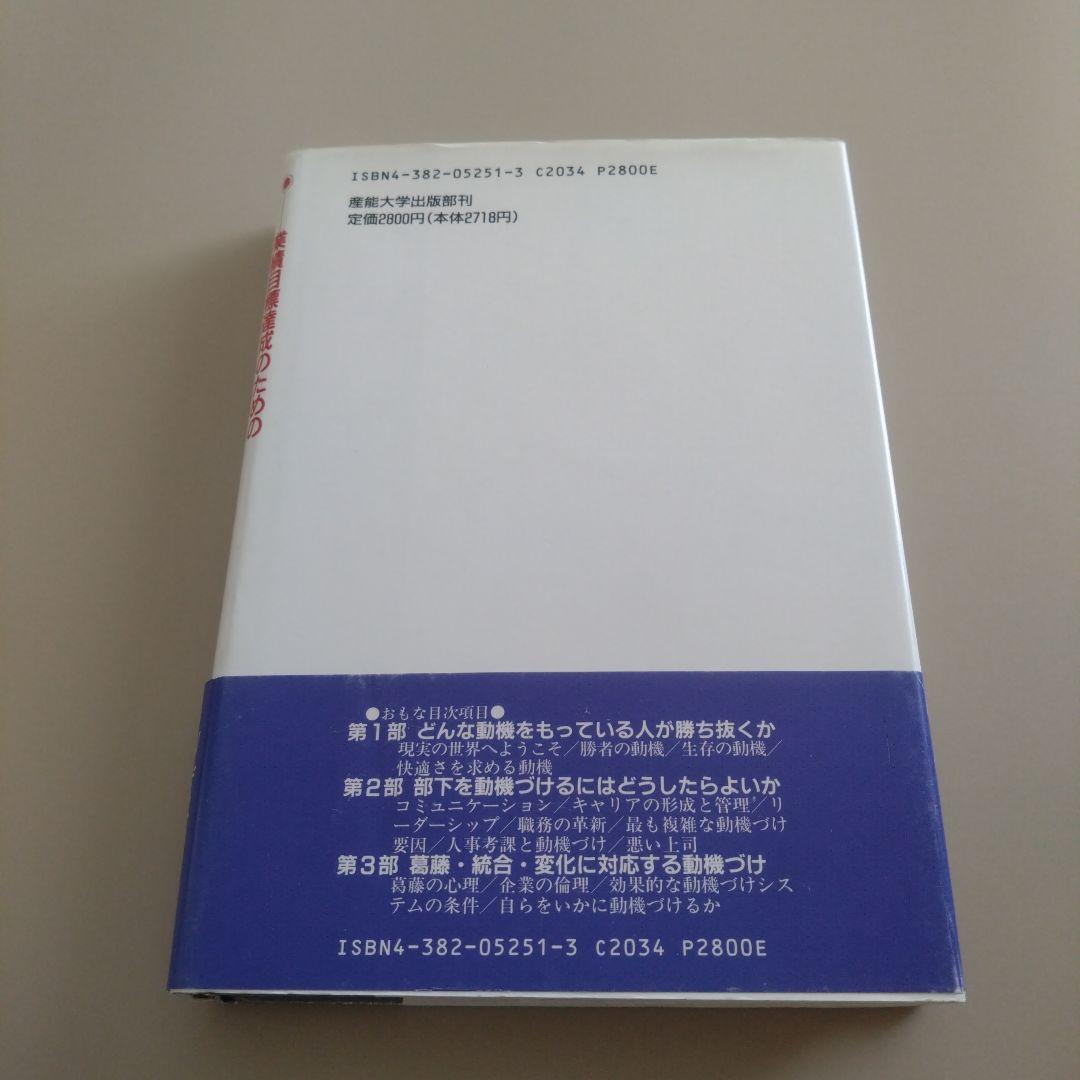 ISBN4-382-05251-3 C2034 P2800E
産能大学出版部刊
定価2800円(本体2718円)
業績目標達成のための
●おもな目次項目●
第1部 どんな動機をもっている人が勝ち抜くか
現実の世界へようこそ／勝者の動機／生存の動機／
快適さを求める動機
第2部 部下を動機づけるにはどうしたらよいか
コミュニケーション／キャリアの形成と管理／リ
ーダーシップ／職務の革新／最も複雑な動機づけ
要因／人事考課と動機づけ／悪い上司
第3部 葛藤・統合・変化に対応する動機づけ
葛藤の心理／企業の倫理／効果的な動機づけシス
テムの条件／自らをいかに動機づけるか
ISBN4-382-05251-3 C2034 P2800E